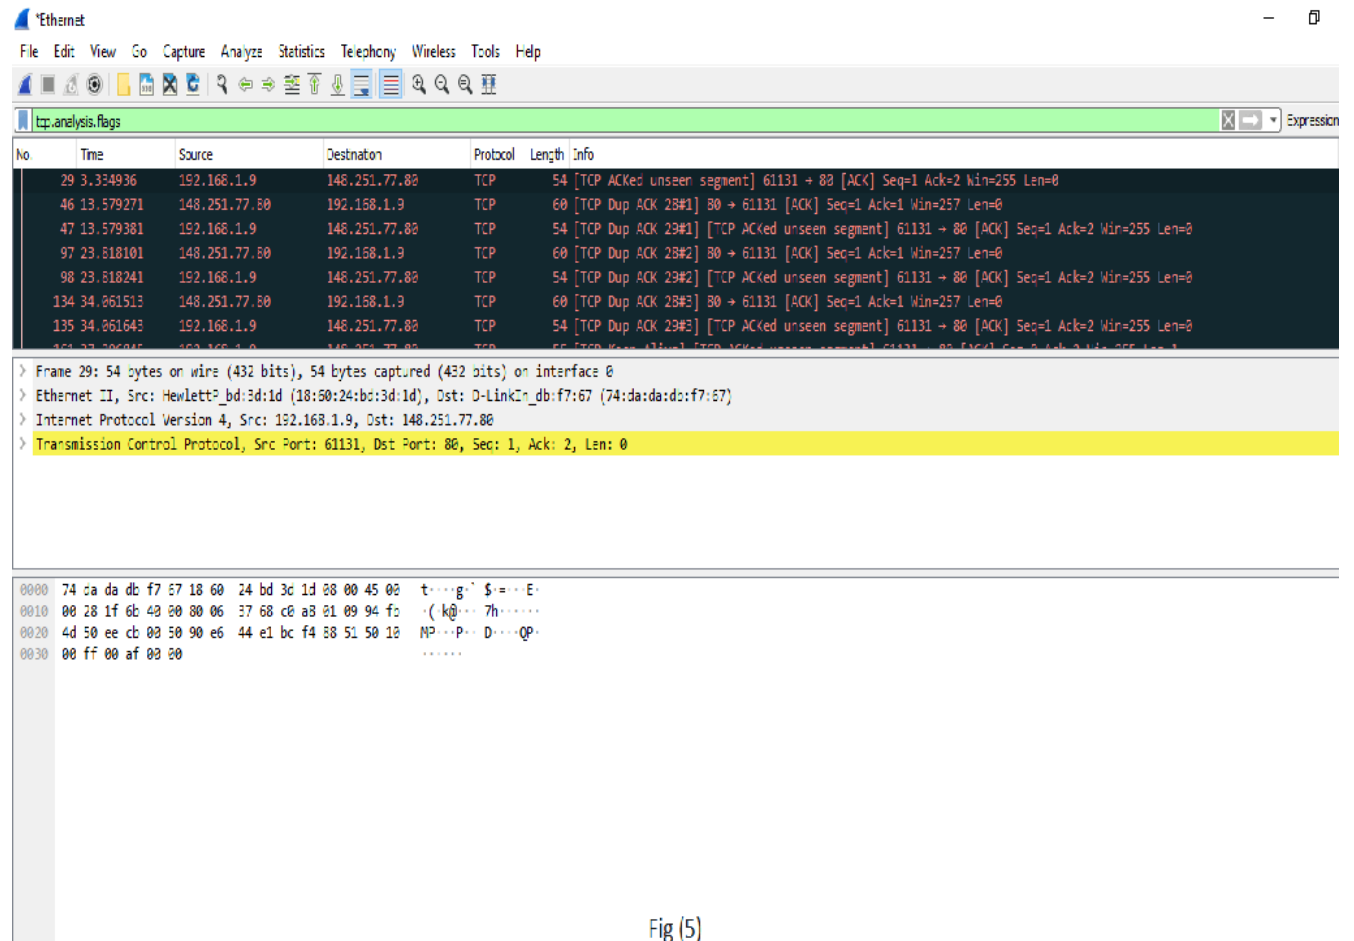 *Ethernet
File Edit View Go Capture Analyze Statistics Telephony Wireless Tools Help
tcp.analysis.flags Expression
No. Time Source Destination Protocol Length Info
29 3.334936 192.168.1.9 148.251.77.80 TCP 54 [TCP ACKed unseen segment] 61131 → 80 [ACK] Seq=1 Ack=2 Win=255 Len=0
46 13.579271 148.251.77.80 192.168.1.9 TCP 60 [TCP Dup ACK 28#1] 80 → 61131 [ACK] Seq=1 Ack=1 Win=257 Len=0
47 13.579381 192.168.1.9 148.251.77.80 TCP 54 [TCP Dup ACK 29#1] [TCP ACKed unseen segment] 61131 → 80 [ACK] Seq=1 Ack=2 Win=255 Len=0
97 23.818101 148.251.77.80 192.168.1.9 TCP 60 [TCP Dup ACK 28#2] 80 → 61131 [ACK] Seq=1 Ack=1 Win=257 Len=0
98 23.818241 192.168.1.9 148.251.77.80 TCP 54 [TCP Dup ACK 29#2] [TCP ACKed unseen segment] 61131 → 80 [ACK] Seq=1 Ack=2 Win=255 Len=0
134 34.061513 148.251.77.80 192.168.1.9 TCP 60 [TCP Dup ACK 28#3] 80 → 61131 [ACK] Seq=1 Ack=1 Win=257 Len=0
135 34.061643 192.168.1.9 148.251.77.80 TCP 54 [TCP Dup ACK 29#3] [TCP ACKed unseen segment] 61131 → 80 [ACK] Seq=1 Ack=2 Win=255 Len=0
Frame 29: 54 bytes on wire (432 bits), 54 bytes captured (432 bits) on interface 0
Ethernet II, Src: HewlettP_bd:3d:1d (18:60:24:bd:3d:1d), Dst: D-LinkIn_db:f7:67 (74:da:da:db:f7:67)
Internet Protocol Version 4, Src: 192.168.1.9, Dst: 148.251.77.80
Transmission Control Protocol, Src Port: 61131, Dst Port: 80, Seq: 1, Ack: 2, Len: 0
0000 74 da da db f7 67 18 60 24 bd 3d 1d 08 00 45 00 t····g·` $·=···E·
0010 00 28 1f 6b 40 00 80 06 37 68 c0 a8 01 09 94 fb ·(·k@··· 7h······
0020 4d 50 ee cb 00 50 90 e6 44 e1 bc f4 88 51 50 10 MP···P·· D····QP·
0030 00 ff 00 af 00 00 ······
Fig (5)